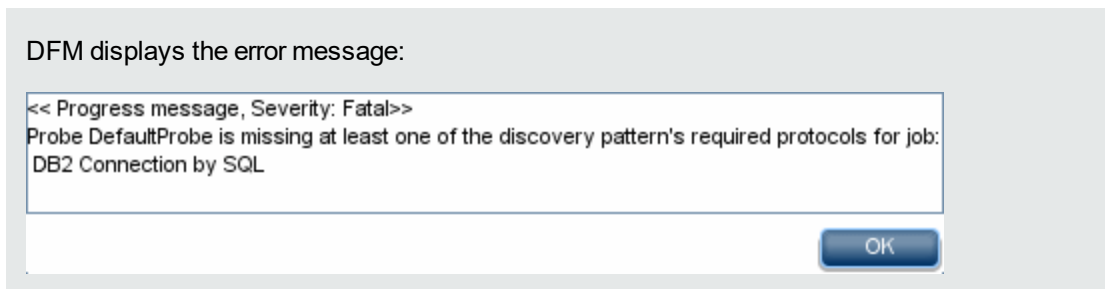 DFM displays the error message:
<< Progress message, Severity: Fatal>>
Probe DefaultProbe is missing at least one of the discovery pattern's required protocols for job:
DB2 Connection by SQL
OK